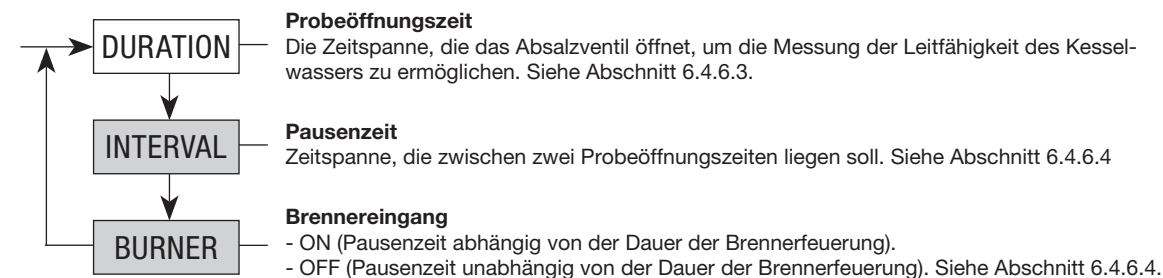 Probeöffnungszeit
DURATION
Die Zeitspanne, die das Absalzventil öffnet, um die Messung der Leitfähigkeit des Kessel-
wassers zu ermöglichen. Siehe Abschnitt 6.4.6.3.
Pausenzeit
INTERVAL
Zeitspanne, die zwischen zwei Probeöffnungszeiten liegen soll. Siehe Abschnitt 6.4.6.4
Brennereingang
BURNER
- ON (Pausenzeit abhängig von der Dauer der Brennerfeuerung).
- OFF (Pausenzeit unabhängig von der Dauer der Brennerfeuerung). Siehe Abschnitt 6.4.6.4.